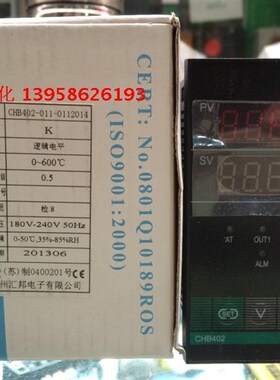 化 13958626193
CHB402-011-0112014
K
逻辑电平
0~600℃
0.5
检8
180V-240V 50Hz
0-50℃,35%-85%RH
201306
(苏)制0400201号
州汇邦电子有限公
CERT: No.0801Q10189ROS
(ISO9001:2000)
PV
SV
AT OUT1
ALM
SET
CHB402